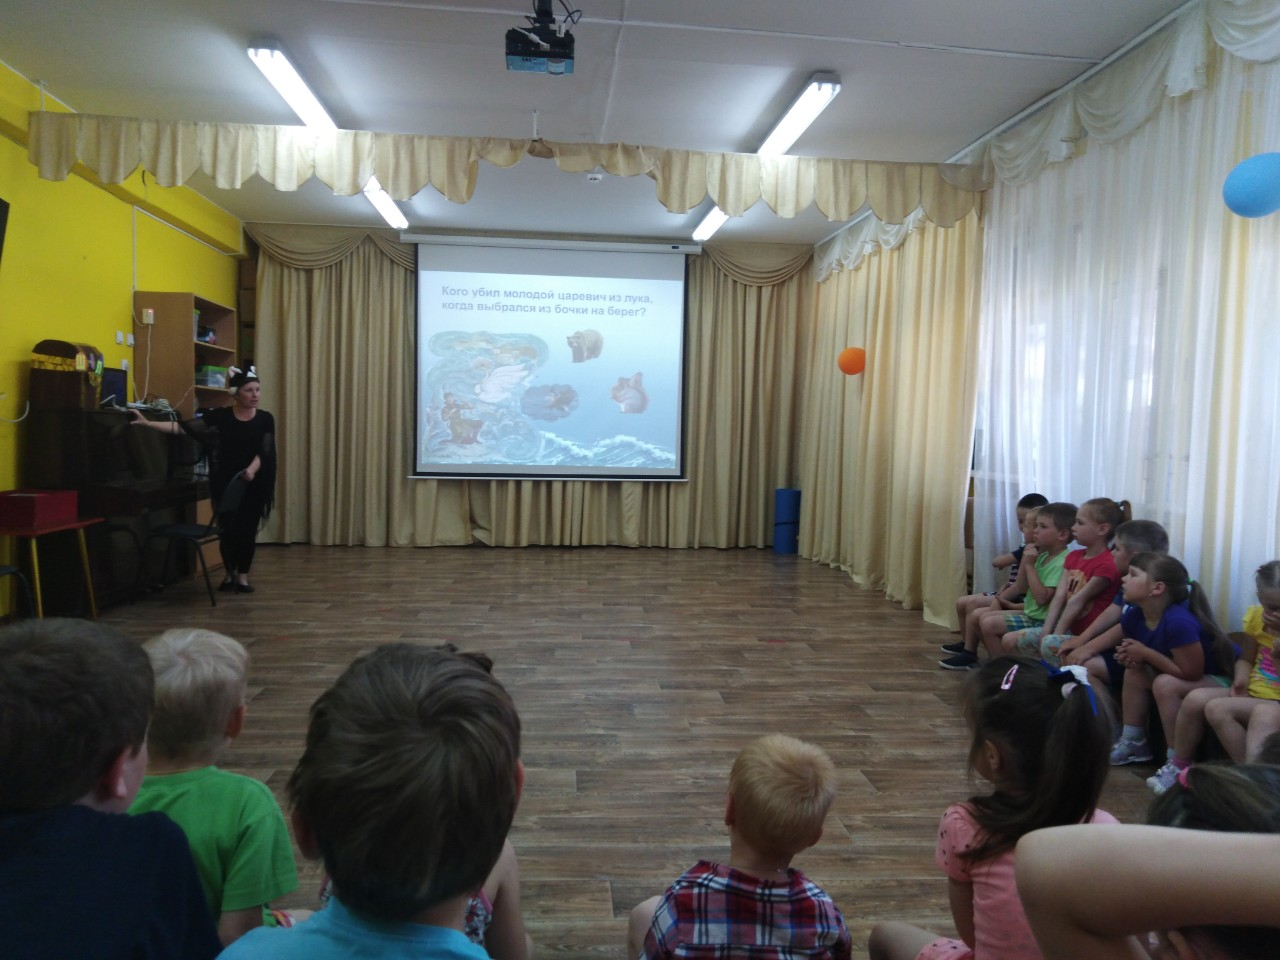 Кого убил молодой царевич из лука,
когда выбрался из бочки на берег?